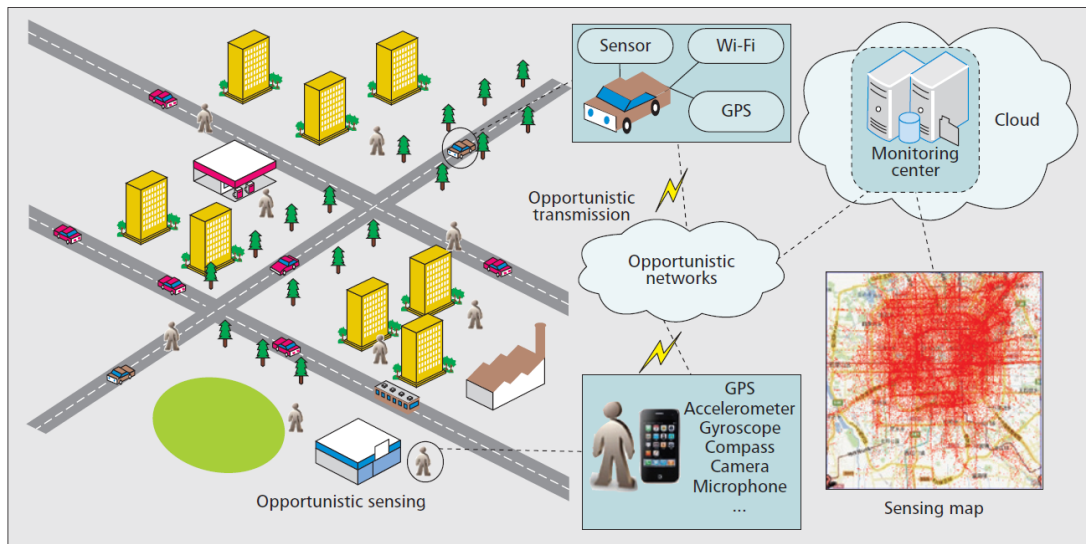 Sensor
Wi-Fi
GPS
Cloud
Monitoring
center
Opportunistic
transmission
Opportunistic
networks
GPS
Accelerometer
Gyroscope
Compass
Camera
Microphone
...
Opportunistic sensing
Sensing map